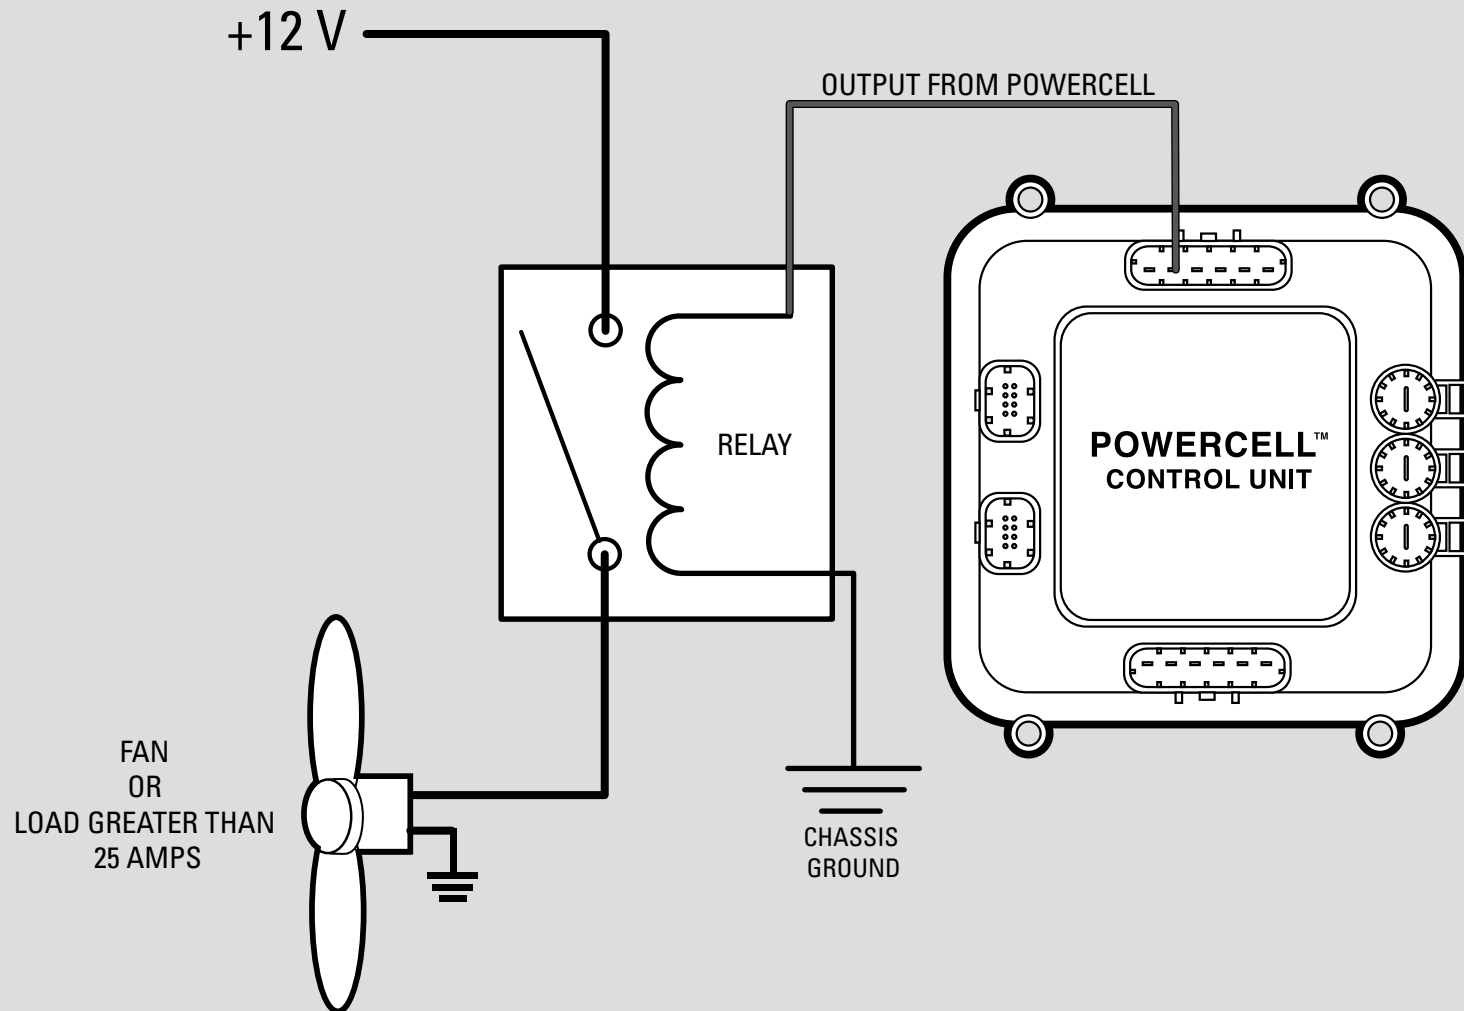 +12 V
OUTPUT FROM POWERCELL
RELAY
POWERCELL™
CONTROL UNIT
FAN
OR
LOAD GREATER THAN
25 AMPS
CHASSIS
GROUND